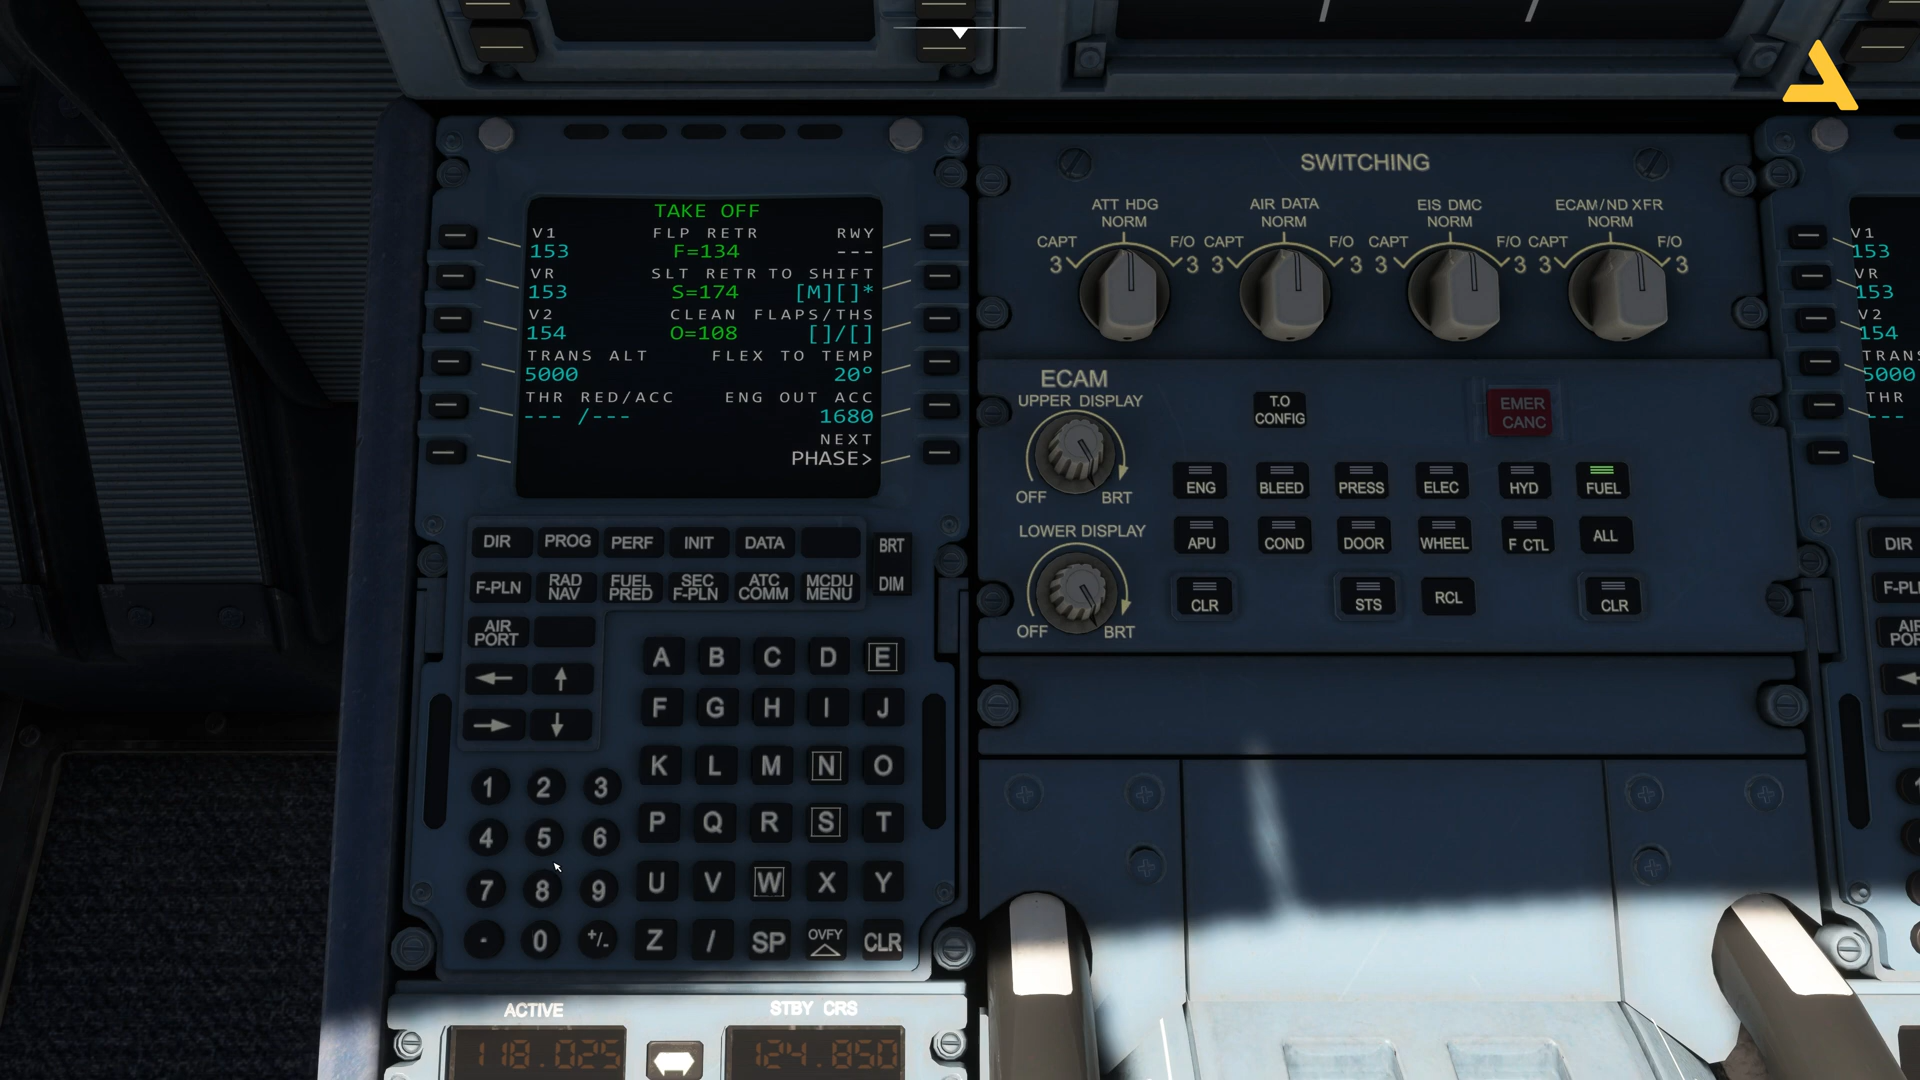 TAKE OFF
V1 FLP RETR RWY
153 F=134 ---
VR SLT RETR TO SHIFT
153 S=174 [M][]*
V2 CLEAN FLAPS/THS
154 O=108 []/[]
TRANS ALT FLEX TO TEMP
5000 20°
THR RED/ACC ENG OUT ACC
--- /--- 1680
NEXT
PHASE>
DIR PROG PERF INIT DATA
BRT
DIM
F-PLN RAD NAV FUEL PRED SEC F-PLN ATC COMM MCDU MENU
AIR PORT
A B C D E
F G H I J
K L M N O
P Q R S T
U V W X Y
Z / SP OVFY CLR
1 2 3
4 5 6
7 8 9
. 0 +/-
ACTIVE STBY CRS
118.025 124.850
SWITCHING
ATT HDG AIR DATA EIS DMC ECAM/ND XFR
NORM NORM NORM NORM
CAPT F/O CAPT F/O CAPT F/O CAPT F/O
3 3 3 3 3 3 3 3
ECAM
UPPER DISPLAY
OFF BRT
LOWER DISPLAY
OFF BRT
T.O CONFIG
EMER CANC
ENG BLEED PRESS ELEC HYD FUEL
APU COND DOOR WHEEL F CTL ALL
CLR STS RCL CLR
V1
153
VR
153
V2
154
TRANS
5000
THR
---
DIR